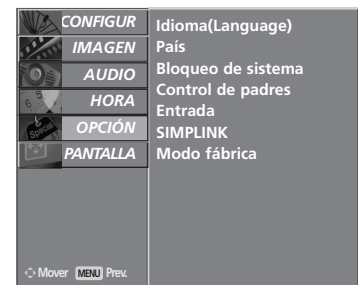 CONFIGUR
IMAGEN
AUDIO
HORA
OPCIÓN
PANTALLA
Mover MENU Prev.
Idioma(Language)
País
Bloqueo de sistema
Control de padres
Entrada
SIMPLINK
Modo fábrica